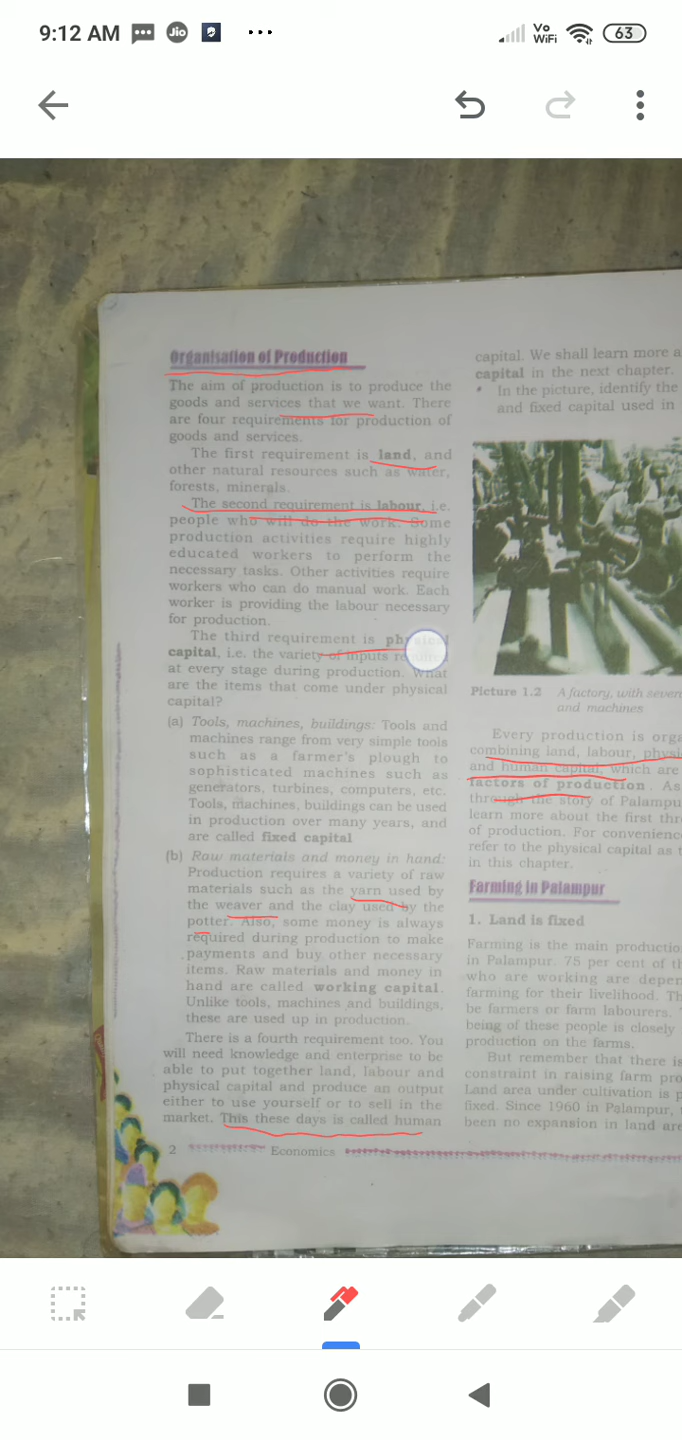 9:12 AM
Jio
Vo
WiFi
63
Organisation of Production
The aim of production is to produce the
goods and services that we want. There
are four requirements for production of
goods and services.
The first requirement is land, and
other natural resources such as water,
forests, minerals.
The second requirement is labour, i.e.
people who will do the work. Some
production activities require highly
educated workers to perform the
necessary tasks. Other activities require
workers who can do manual work. Each
worker is providing the labour necessary
for production.
The third requirement is physical
capital, i.e. the variety of inputs required
at every stage during production. What
are the items that come under physical
capital?
(a) Tools, machines, buildings: Tools and
machines range from very simple tools
such as a farmer's plough to
sophisticated machines such as
generators, turbines, computers, etc.
Tools, machines, buildings can be used
in production over many years, and
are called fixed capital
(b) Raw materials and money in hand:
Production requires a variety of raw
materials such as the yarn used by
the weaver and the clay used by the
potter. Also, some money is always
required during production to make
payments and buy other necessary
items. Raw materials and money in
hand are called working capital.
Unlike tools, machines and buildings,
these are used up in production.
There is a fourth requirement too. You
will need knowledge and enterprise to be
able to put together land, labour and
physical capital and produce an output
either to use yourself or to sell in the
market. This these days is called human
2
Economics
capital. We shall learn more a
capital in the next chapter.
• In the picture, identify the
and fixed capital used in
Picture 1.2 A factory, with seven
and machines
Every production is orga
combining land, labour, physi
and human capital, which are
factors of production. As
through the story of Palampu
learn more about the first thr
of production. For convenienc
refer to the physical capital as t
in this chapter.
Farming in Palampur
1. Land is fixed
Farming is the main productio
in Palampur. 75 per cent of th
who are working are depen
farming for their livelihood. Th
be farmers or farm labourers.
being of these people is closely
production on the farms.
But remember that there is
constraint in raising farm pro
Land area under cultivation is p
fixed. Since 1960 in Palampur,
been no expansion in land are